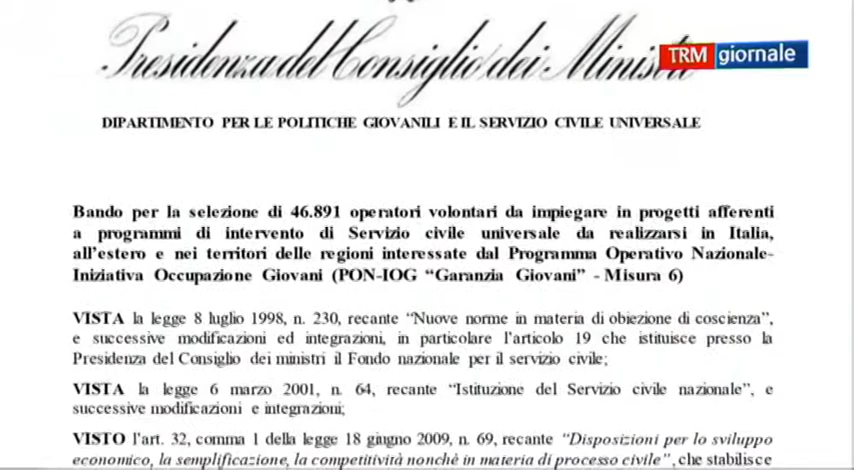 Presidenza del Consiglio dei Minist
TRM giornale
DIPARTIMENTO PER LE POLITICHE GIOVANILI E IL SERVIZIO CIVILE UNIVERSALE
Bando per la selezione di 46.891 operatori volontari da impiegare in progetti afferenti
a programmi di intervento di Servizio civile universale da realizzarsi in Italia,
all’estero e nei territori delle regioni interessate dal Programma Operativo Nazionale-
Iniziativa Occupazione Giovani (PON-IOG “Garanzia Giovani” - Misura 6)
VISTA la legge 8 luglio 1998, n. 230, recante “Nuove norme in materia di obiezione di coscienza”,
e successive modificazioni ed integrazioni, in particolare l’articolo 19 che istituisce presso la
Presidenza del Consiglio dei ministri il Fondo nazionale per il servizio civile;
VISTA la legge 6 marzo 2001, n. 64, recante “Istituzione del Servizio civile nazionale”, e
successive modificazioni e integrazioni;
VISTO l'art. 32, comma 1 della legge 18 giugno 2009, n. 69, recante “Disposizioni per lo sviluppo
economico, la semplificazione, la competitività nonchè in materia di processo civile”, che stabilisce